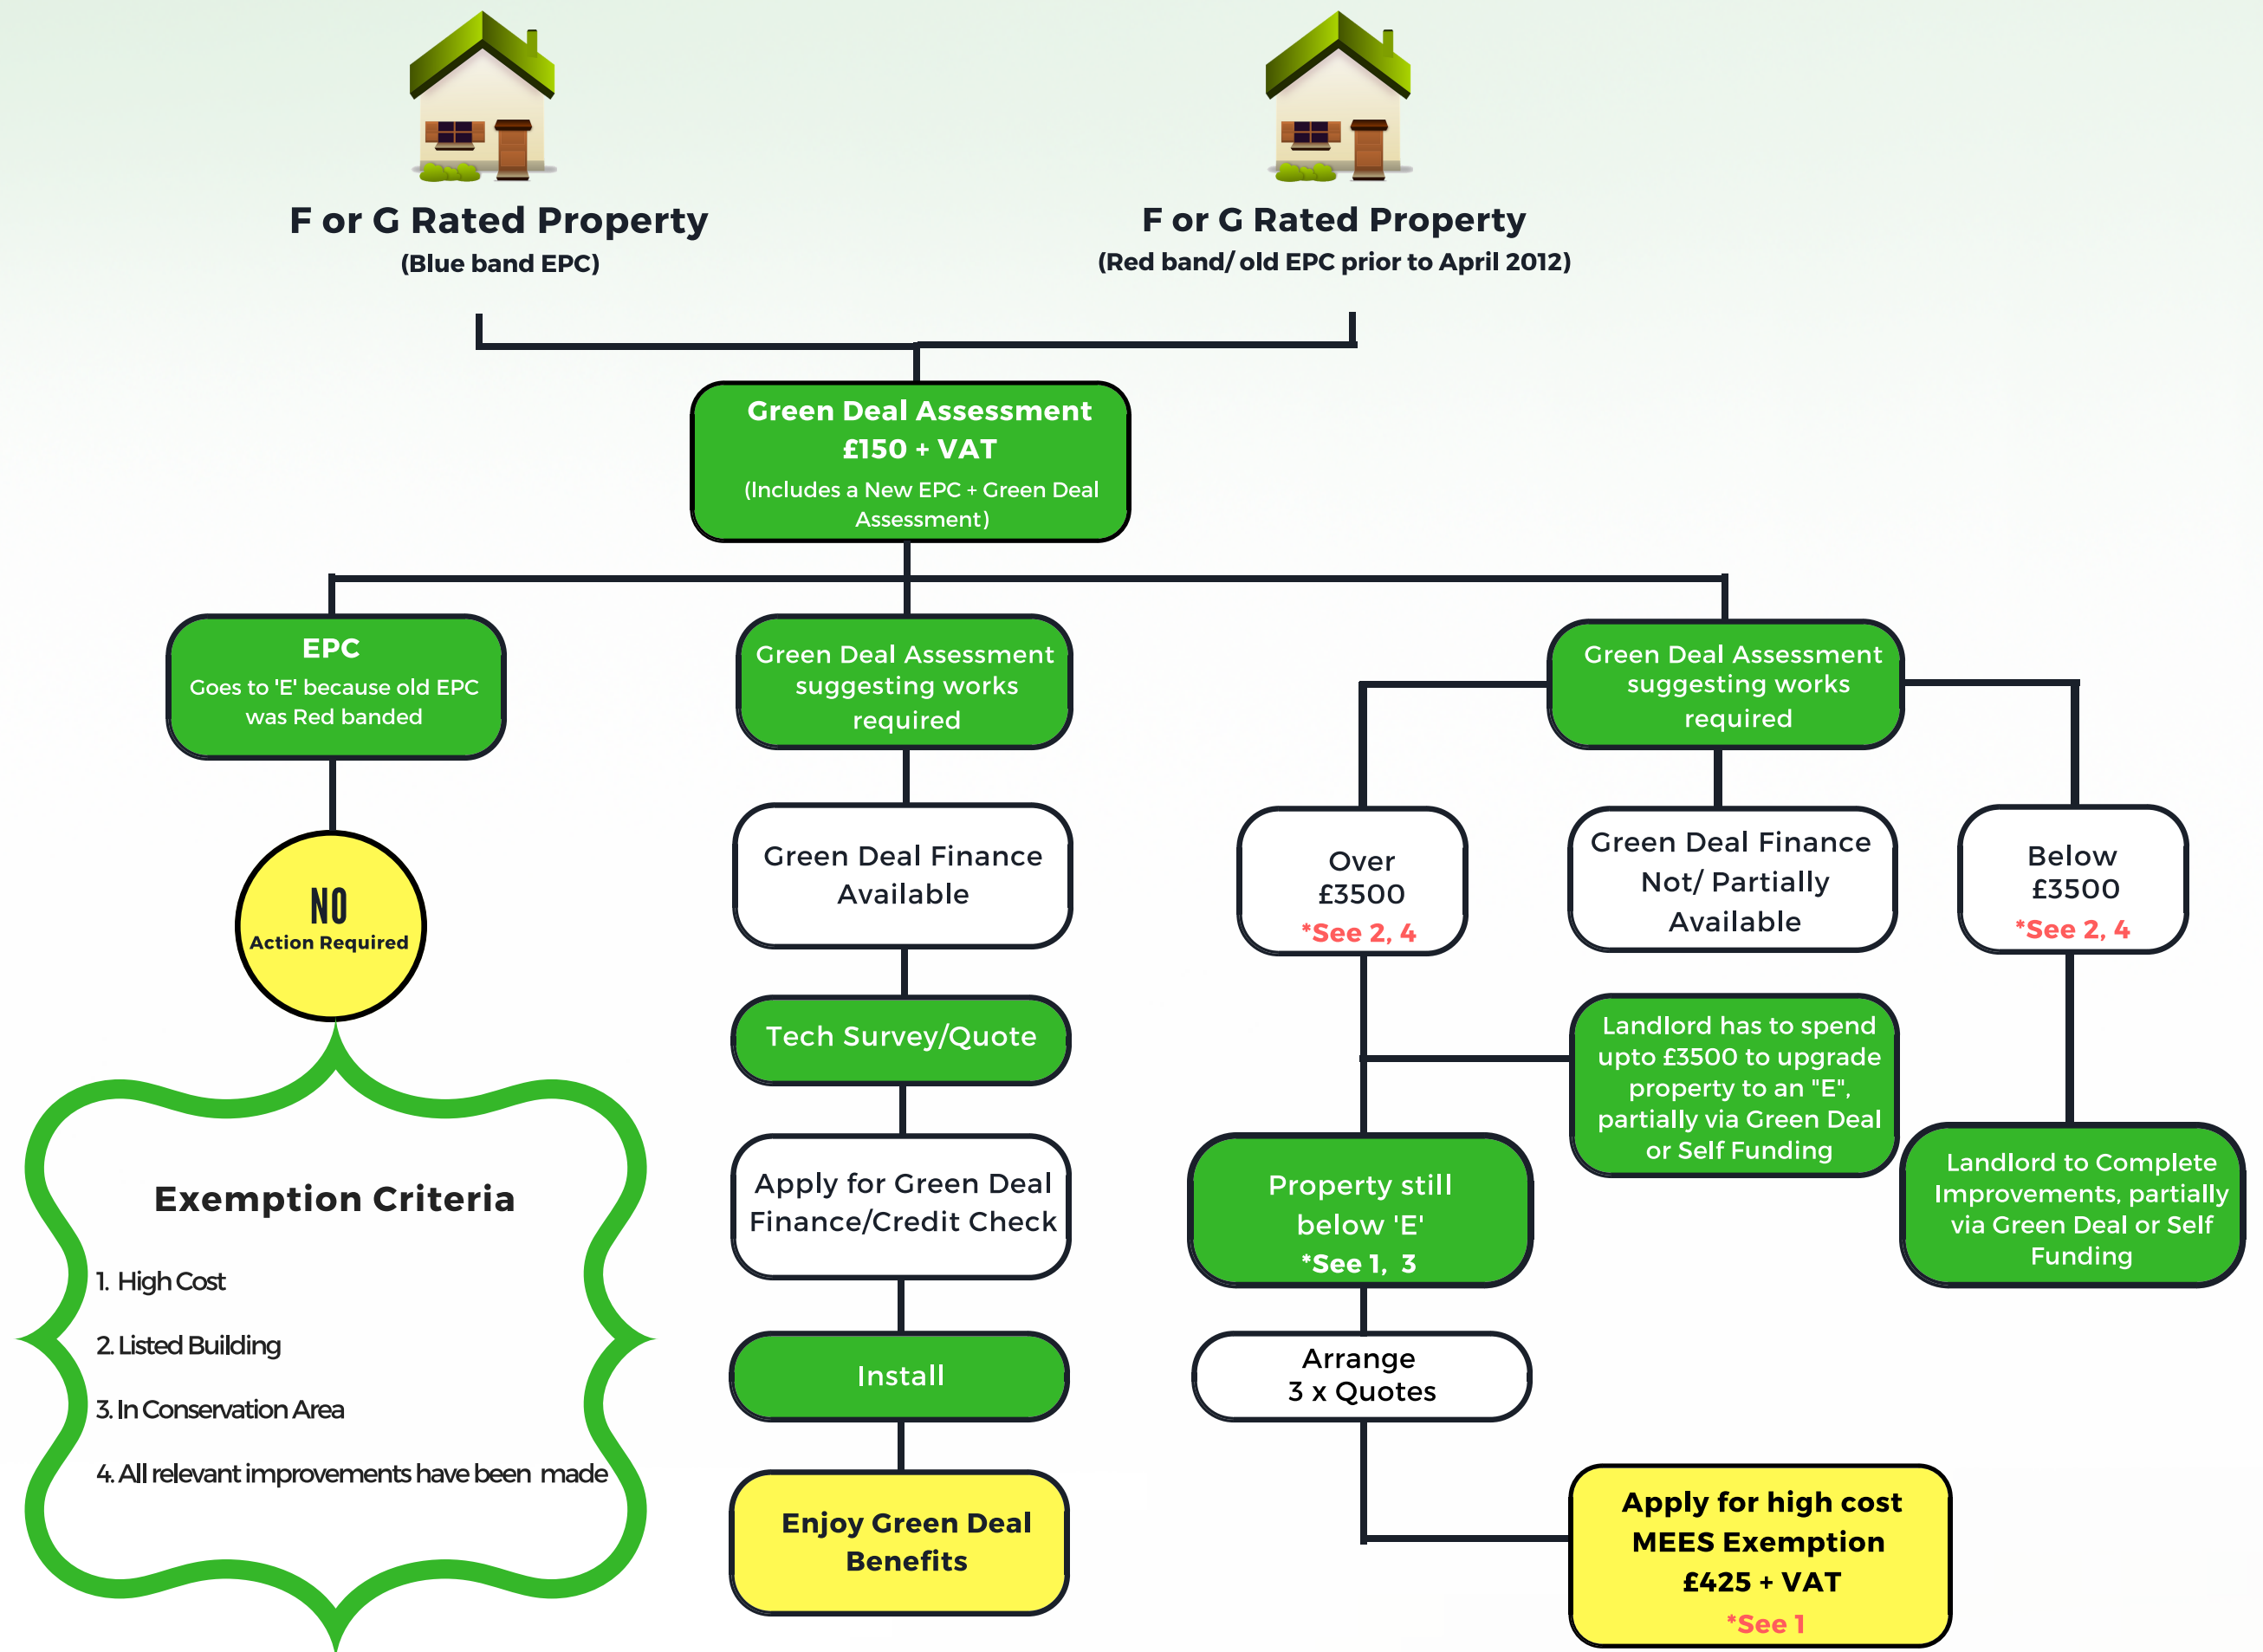 F or G Rated Property
(Blue band EPC)
F or G Rated Property
(Red band/ old EPC prior to April 2012)
Green Deal Assessment
£150 + VAT
(Includes a New EPC + Green Deal
Assessment)
EPC
Goes to 'E' because old EPC
was Red banded
NO
Action Required
Green Deal Assessment
suggesting works
required
Green Deal Finance
Available
Tech Survey/Quote
Apply for Green Deal
Finance/Credit Check
Install
Enjoy Green Deal
Benefits
Green Deal Assessment
suggesting works
required
Over
£3500
*See 2, 4
Green Deal Finance
Not/ Partially
Available
Below
£3500
*See 2, 4
Landlord has to spend
upto £3500 to upgrade
property to an "E",
partially via Green Deal
or Self Funding
Property still
below 'E'
*See 1, 3
Landlord to Complete
Improvements, partially
via Green Deal or Self
Funding
Arrange
3 x Quotes
Apply for high cost
MEES Exemption
£425 + VAT
*See 1
Exemption Criteria
1. High Cost
2. Listed Building
3. In Conservation Area
4. All relevant improvements have been made